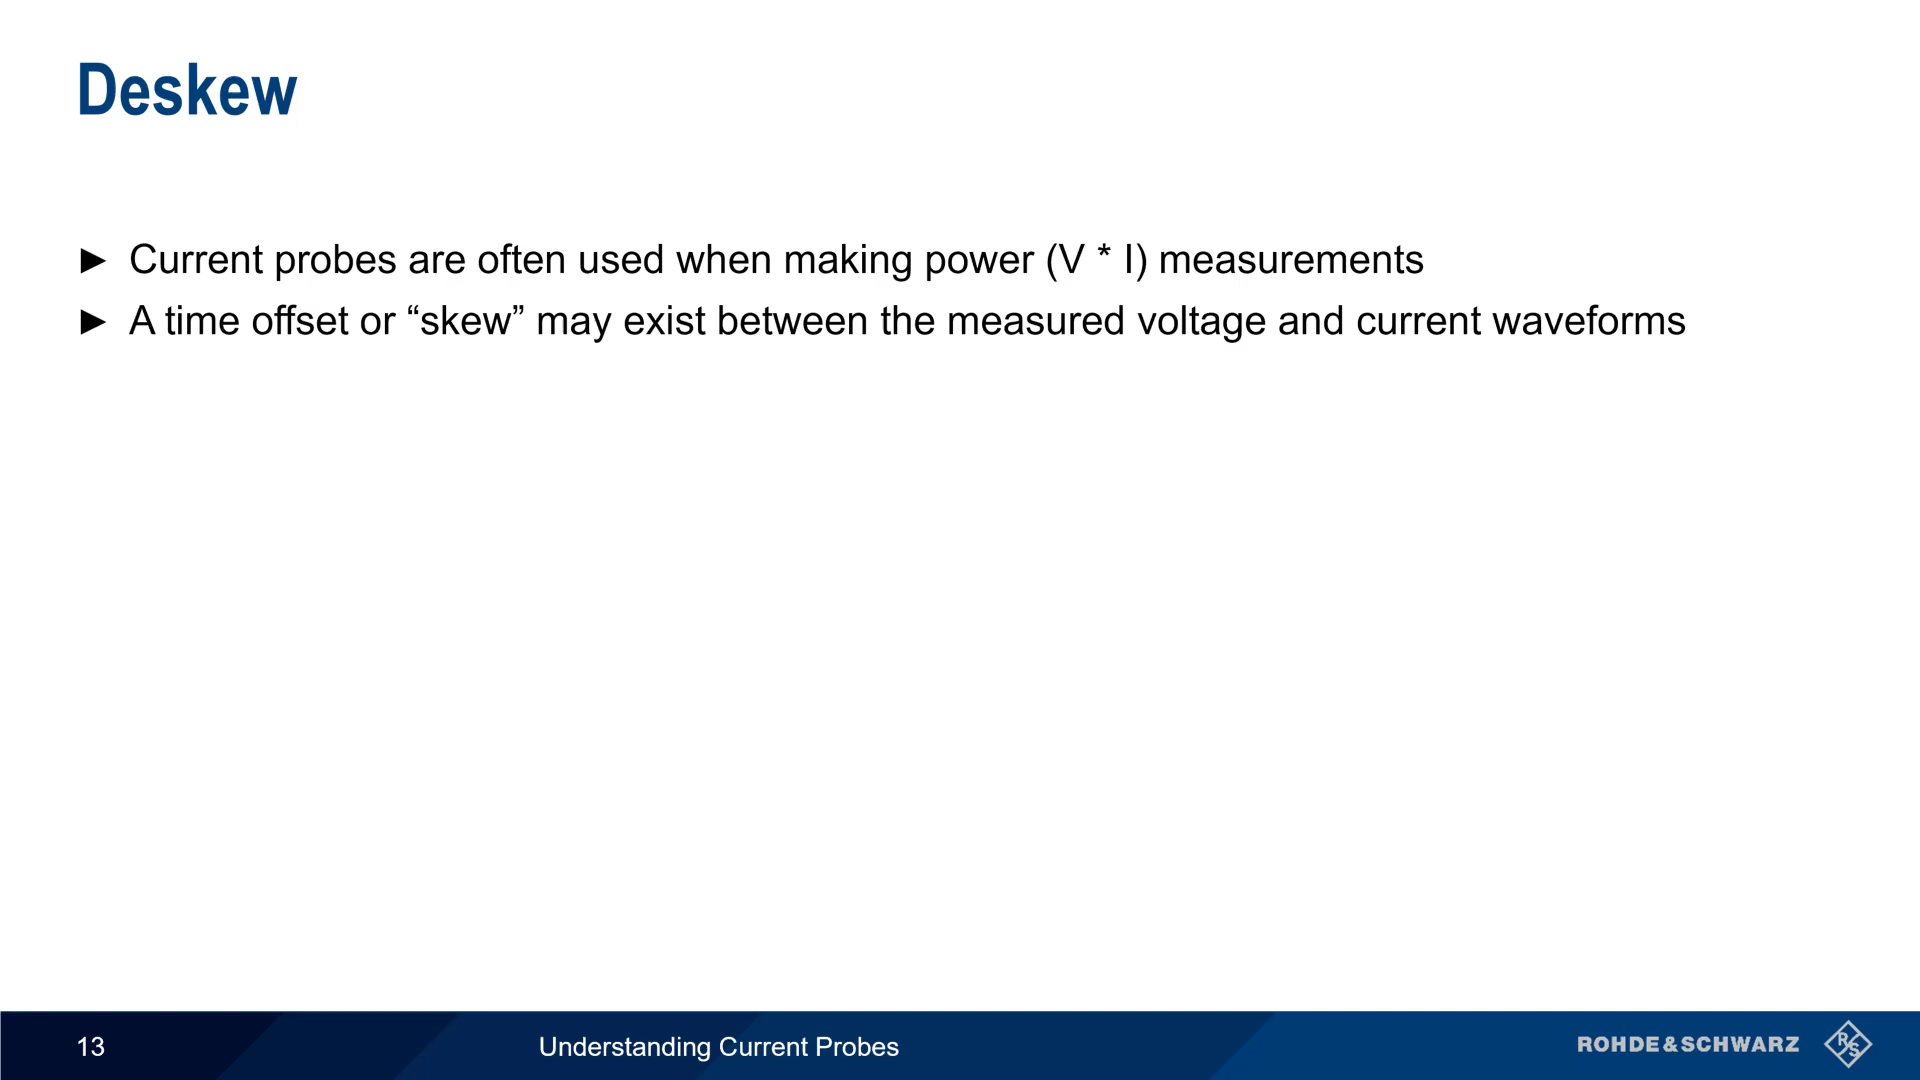 Deskew
► Current probes are often used when making power (V * I) measurements
► A time offset or “skew” may exist between the measured voltage and current waveforms
13
Understanding Current Probes
ROHDE&SCHWARZ
R&S